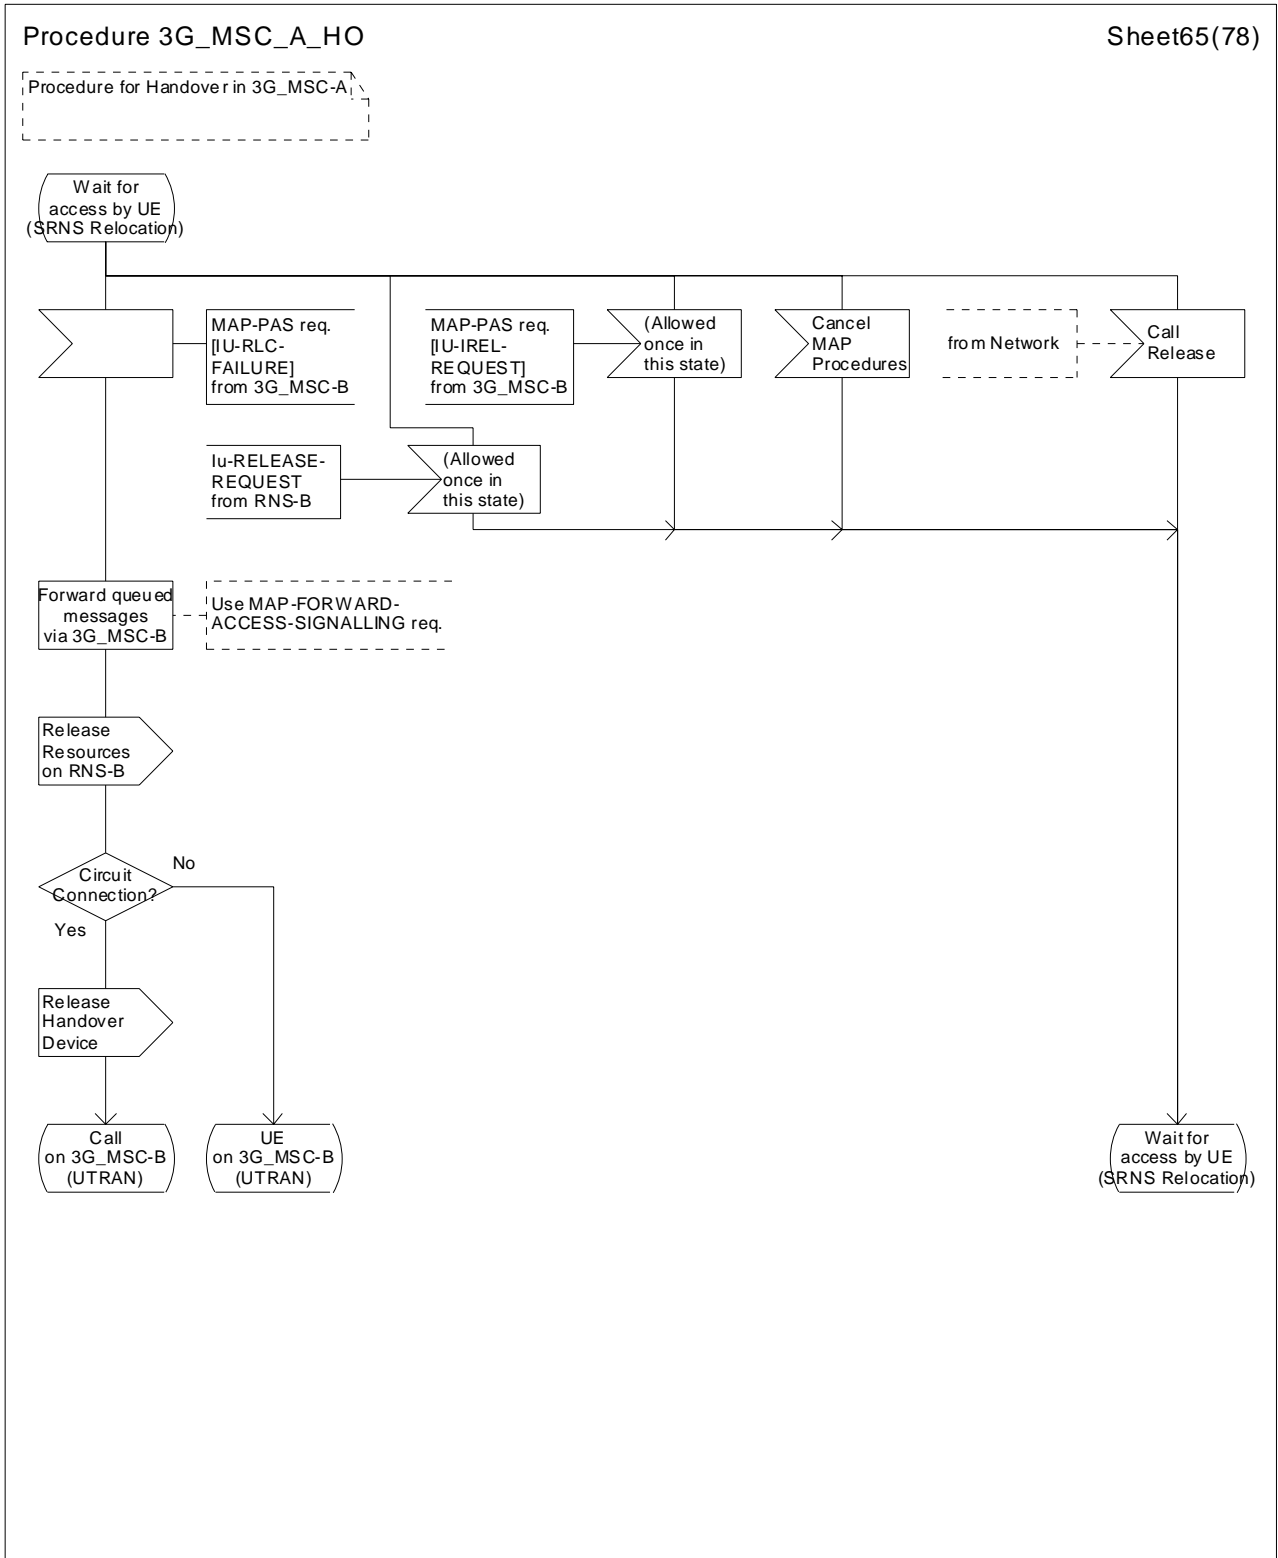 Procedure 3G_MSC_A_HO
Sheet65(78)
Procedure for Handover in 3G_MSC-A
Wait for
access by UE
(SRNS Relocation)
MAP-PAS req.
[IU-RLC-
FAILURE]
from 3G_MSC-B
MAP-PAS req.
[IU-IREL-
REQUEST]
from 3G_MSC-B
(Allowed
once in
this state)
Cancel
MAP
Procedures
from Network
Call
Release
Iu-RELEASE-
REQUEST
from RNS-B
(Allowed
once in
this state)
Forward queued
messages
via 3G_MSC-B
Use MAP-FORWARD-
ACCESS-SIGNALLING req.
Release
Resources
on RNS-B
Circuit
Connection?
No
Yes
Release
Handover
Device
Call
on 3G_MSC-B
(UTRAN)
UE
on 3G_MSC-B
(UTRAN)
Wait for
access by UE
(SRNS Relocation)